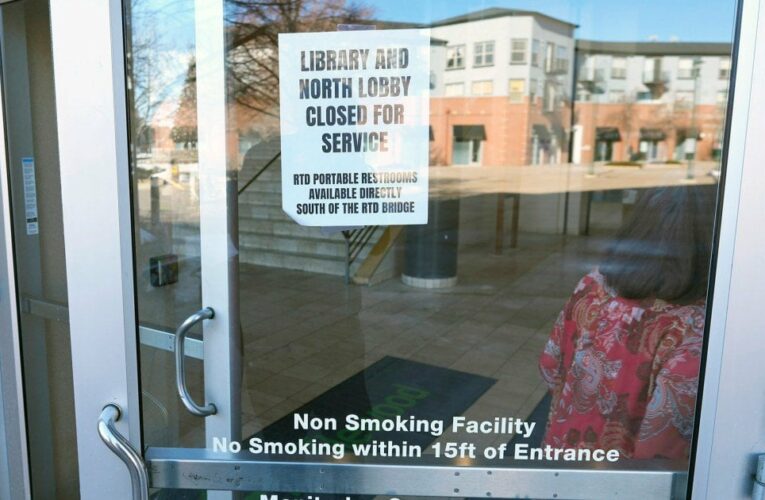 LIBRARY AND
NORTH LOBBY
CLOSED FOR
SERVICE
RTD PORTABLE RESTROOMS
AVAILABLE DIRECTLY
SOUTH OF THE RTD BRIDGE
Non Smoking Facility
No Smoking within 15ft of Entrance